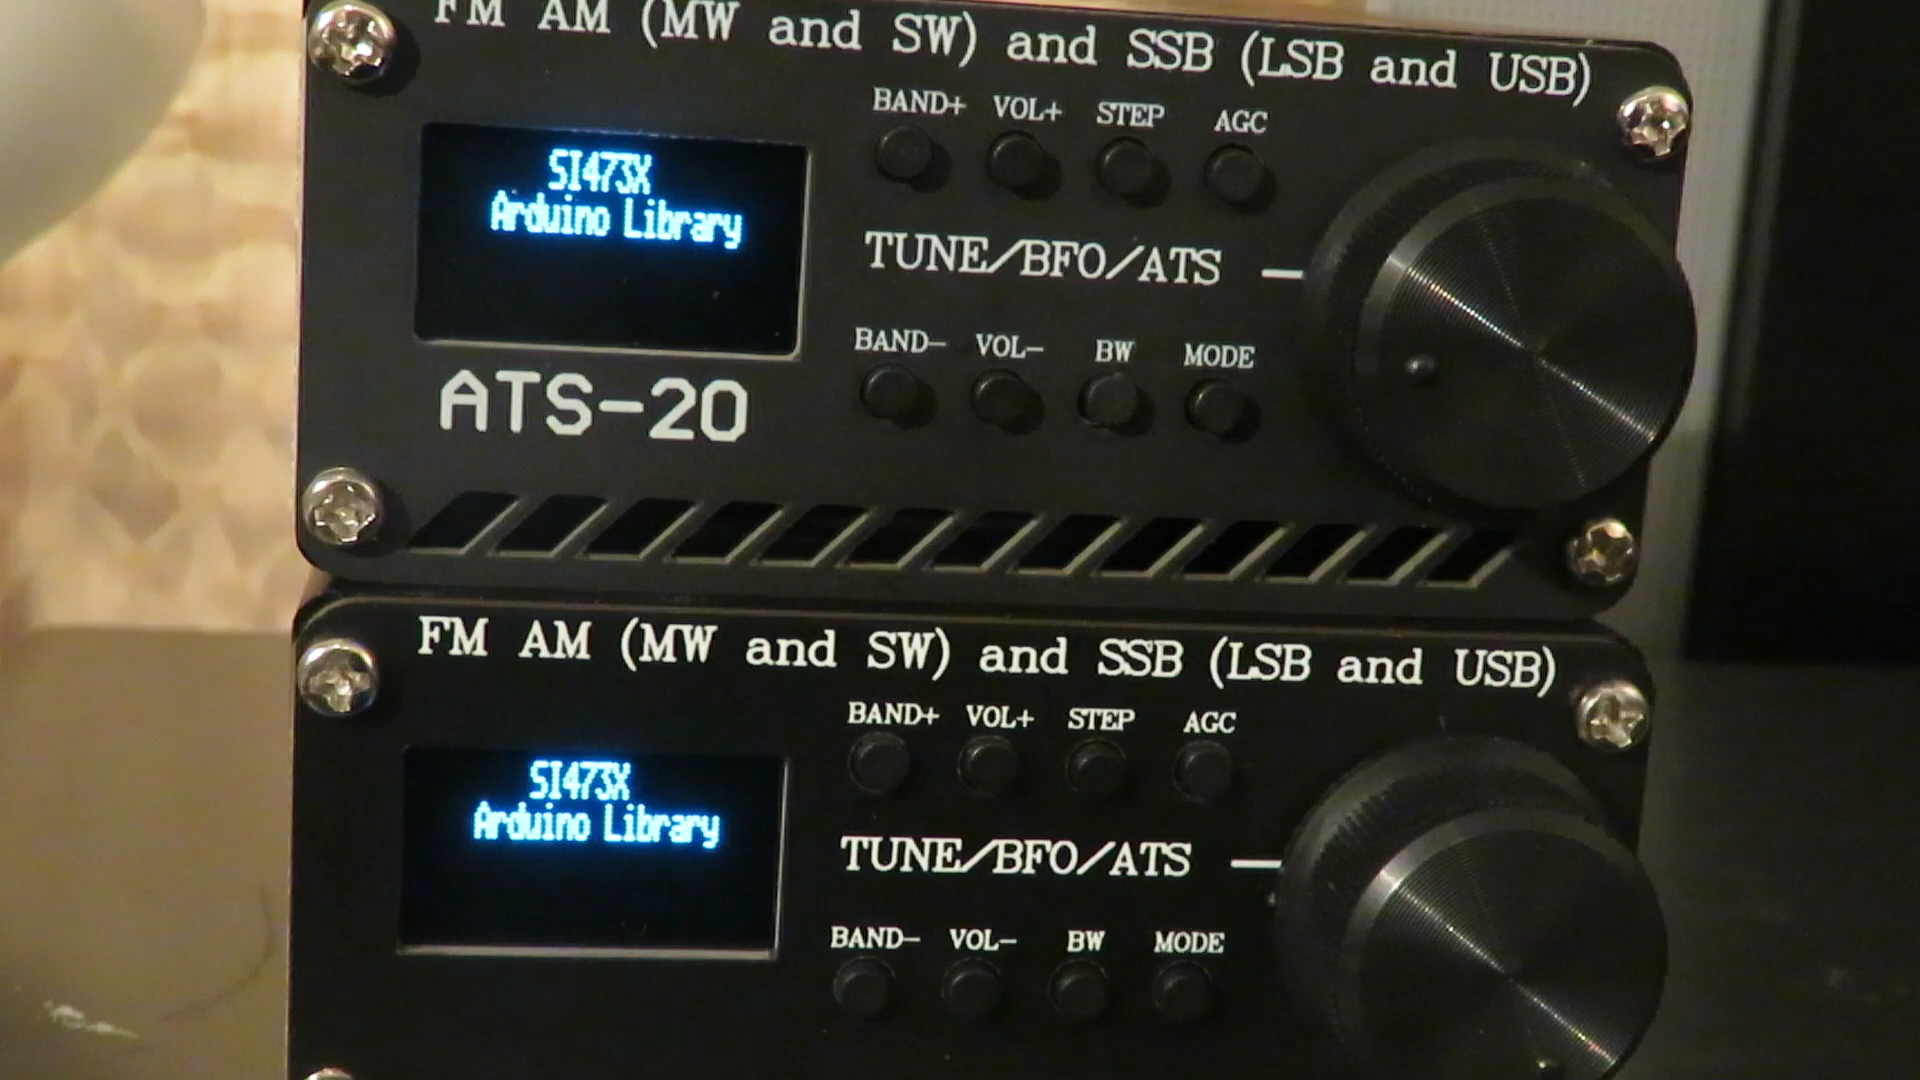 FM AM (MW and SW) and SSB (LSB and USB)
BAND+ VOL+ STEP AGC
SI473X
Arduino Library
TUNE/BFO/ATS
BAND- VOL- BW MODE
ATS-20
FM AM (MW and SW) and SSB (LSB and USB)
BAND+ VOL+ STEP AGC
SI473X
Arduino Library
TUNE/BFO/ATS
BAND- VOL- BW MODE